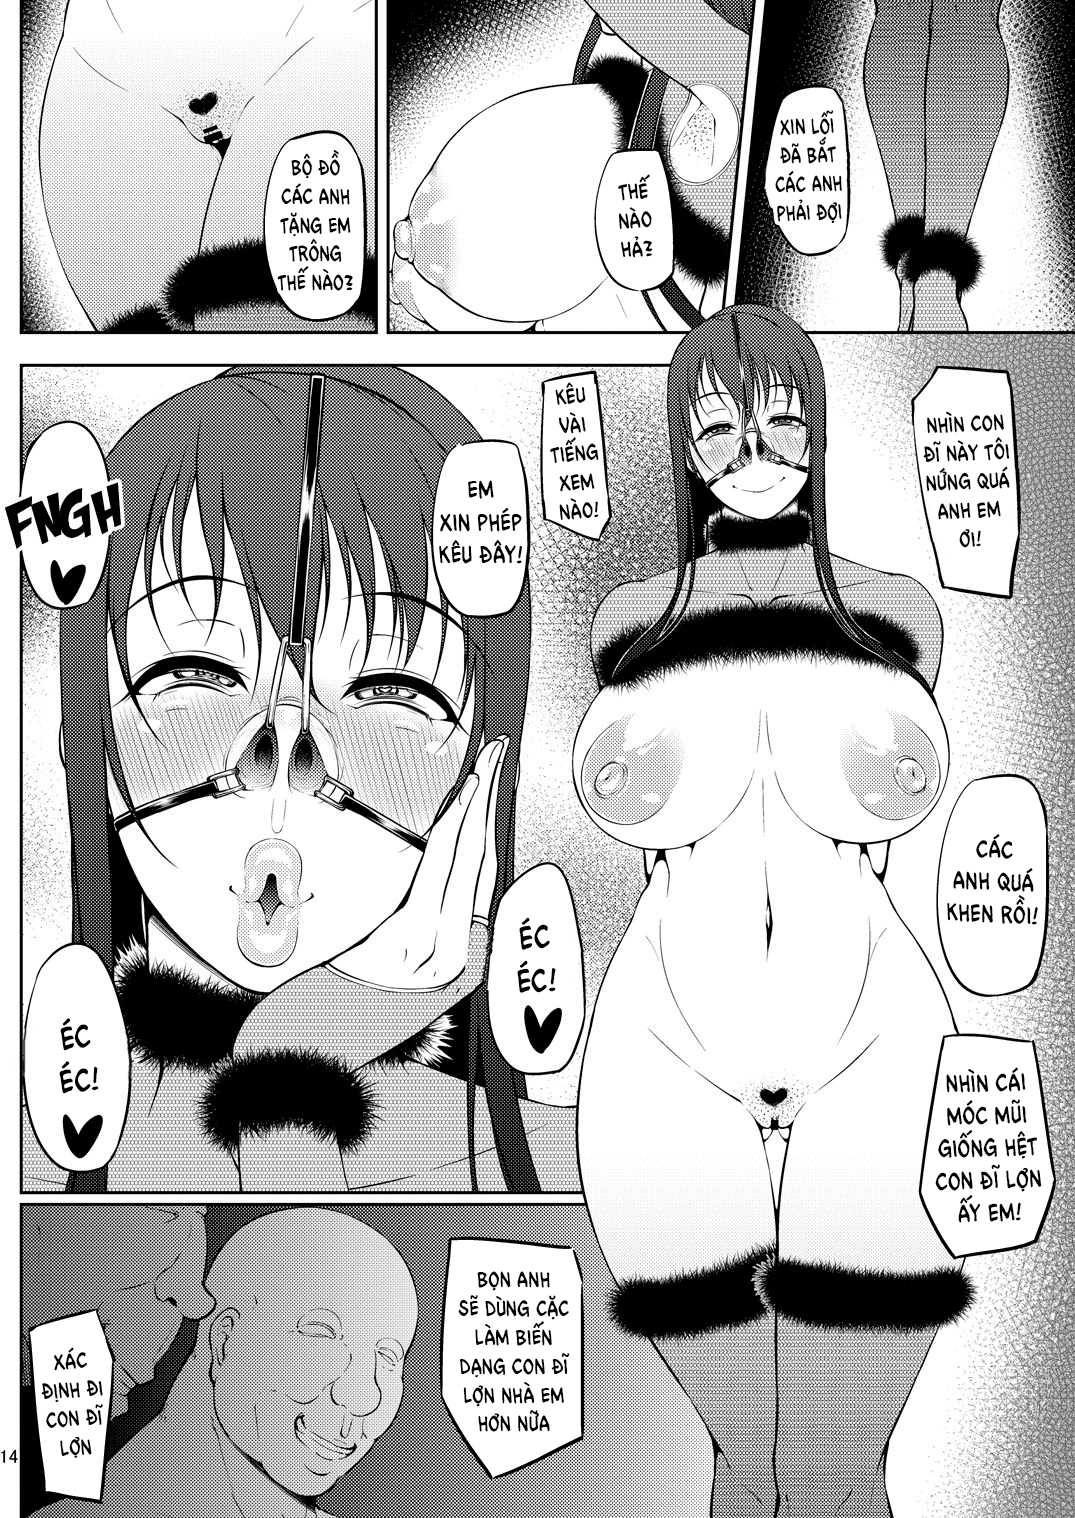 XIN LỖI
ĐÃ BẮT
CÁC ANH
PHẢI ĐỢI
THẾ
NÀO
HẢ?
BỘ ĐỒ
CÁC ANH
TẶNG EM
TRÔNG
THẾ NÀO?
NHÌN CON
ĐĨ NÀY TÔI
NỨNG QUÁ
ANH EM
ƠI!
CÁC
ANH QUÁ
KHEN RỒI!
NHÌN CÁI
MÓC MŨI
GIỐNG HỆT
CON ĐĨ LỢN
ẤY EM!
KÊU
VÀI
TIẾNG
XEM
NÀO!
EM
XIN PHÉP
KÊU ĐÂY!
FNGH
ÉC
ÉC!
ÉC
ÉC!
BỌN ANH
SẼ DÙNG CẶC
LÀM BIẾN
DẠNG CON ĐĨ
LỢN NHÀ EM
HƠN NỮA
XÁC
ĐỊNH ĐI
CON ĐĨ
LỢN
14